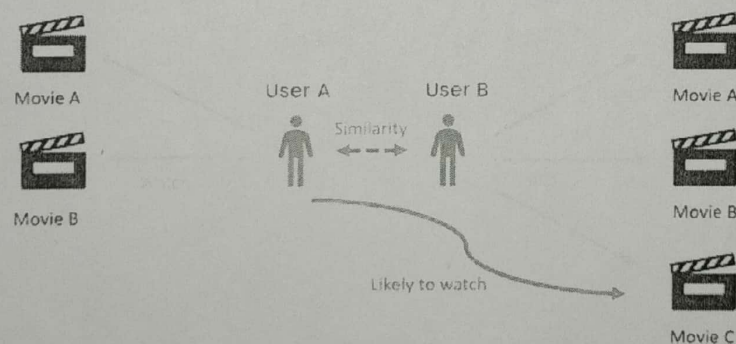 Movie A
Movie B
User A
User B
Similarity
Likely to watch
Movie A
Movie B
Movie C